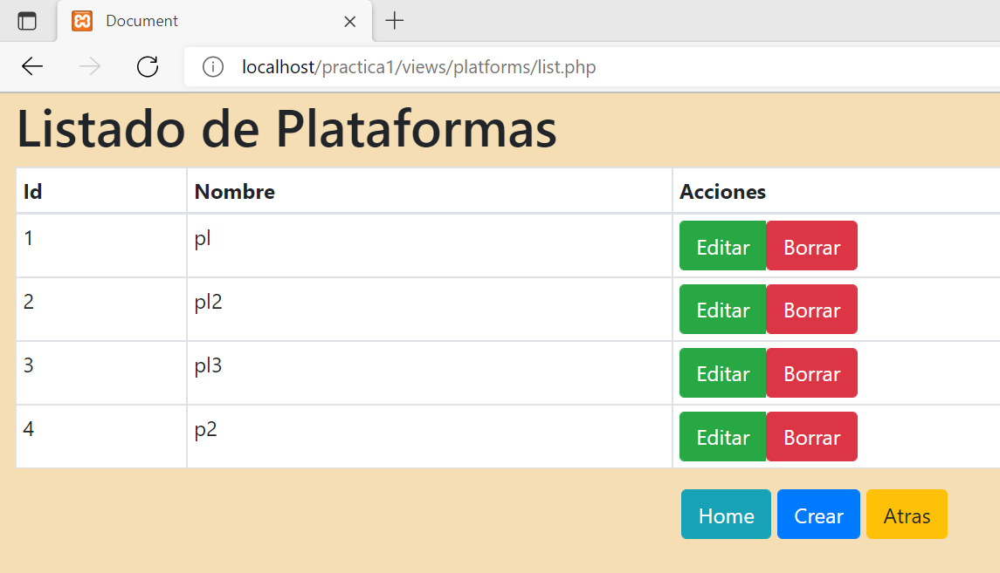 Document
localhost/practica1/views/platforms/list.php
Listado de Plataformas
Id Nombre Acciones
1 pl Editar Borrar
2 pl2 Editar Borrar
3 pl3 Editar Borrar
4 p2 Editar Borrar
Home Crear Atras